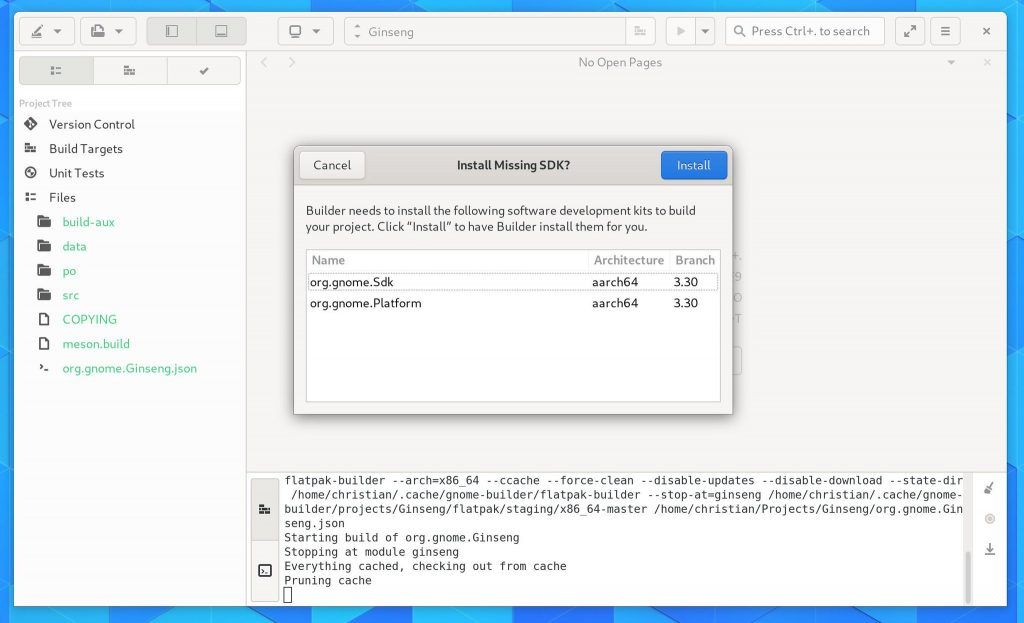 Ginseng
Press Ctrl+. to search
No Open Pages
Project Tree
Version Control
Build Targets
Unit Tests
Files
build-aux
data
po
src
COPYING
meson.build
org.gnome.Ginseng.json
Cancel
Install Missing SDK?
Install
Builder needs to install the following software development kits to build
your project. Click “Install” to have Builder install them for you.
Name Architecture Branch
org.gnome.Sdk aarch64 3.30
org.gnome.Platform aarch64 3.30
flatpak-builder --arch=x86_64 --ccache --force-clean --disable-updates --disable-download --state-dir
/home/christian/.cache/gnome-builder/flatpak-builder --stop-at=ginseng /home/christian/.cache/gnome-
builder/projects/Ginseng/flatpak/staging/x86_64-master /home/christian/Projects/Ginseng/org.gnome.Gin
seng.json
Starting build of org.gnome.Ginseng
Stopping at module ginseng
Everything cached, checking out from cache
Pruning cache